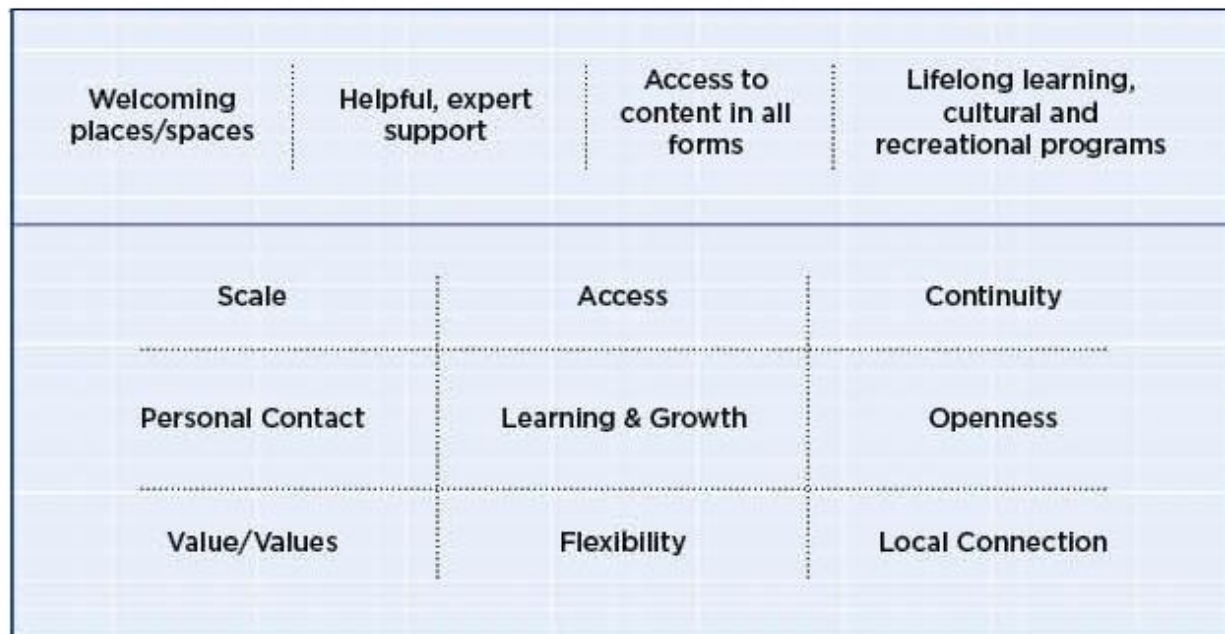 Welcoming
places/spaces
Helpful, expert
support
Access to
content in all
forms
Lifelong learning,
cultural and
recreational programs
Scale
Access
Continuity
Personal Contact
Learning & Growth
Openness
Value/Values
Flexibility
Local Connection